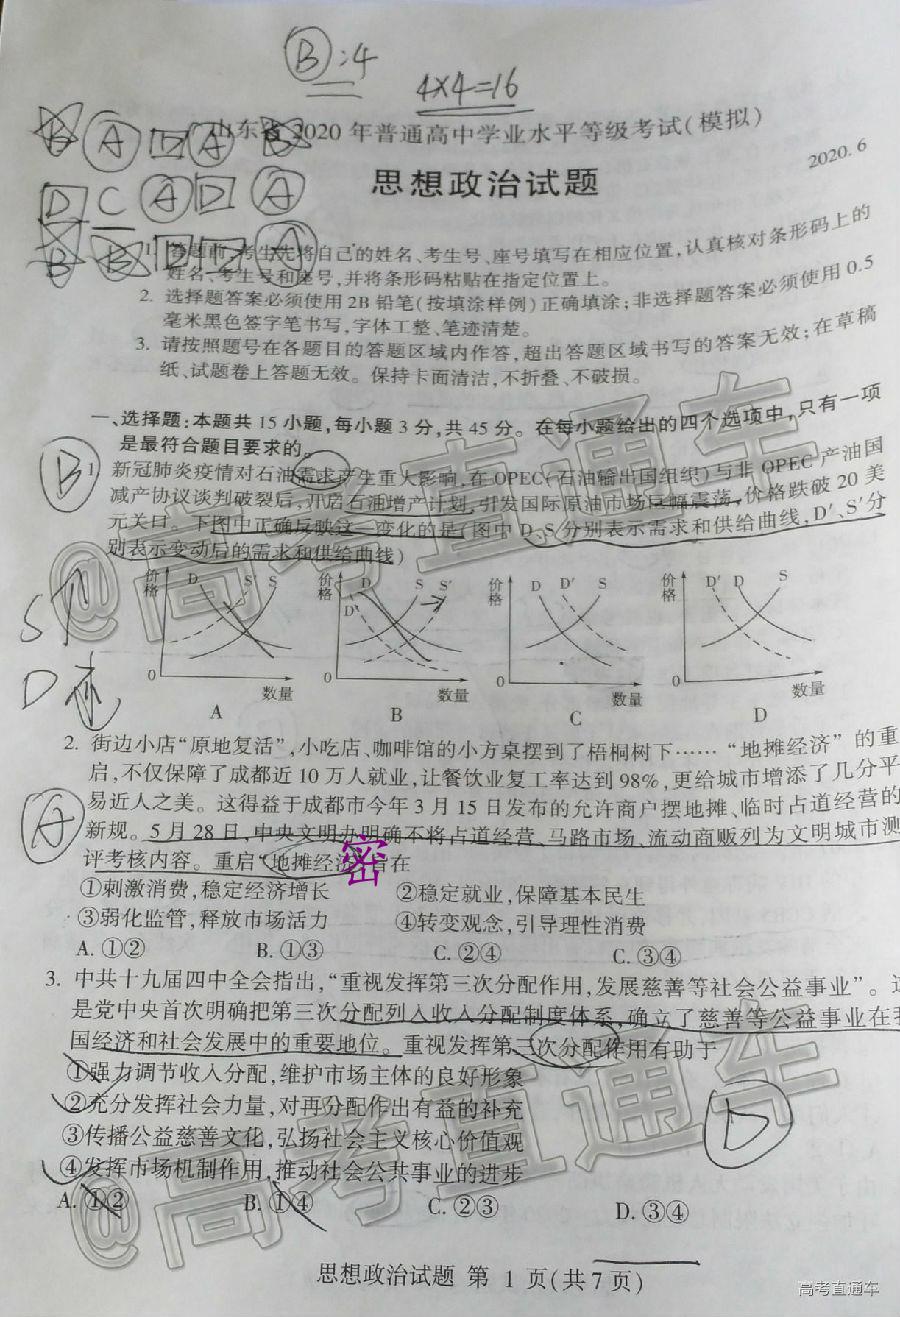 B :4
4×4=16
B A D A B
山东省 2020 年普通高中学业水平等级考试(模拟)
2020.6
D C A D A
思想政治试题
B B D D A
1. 答题前,考生先将自己的姓名、考生号、座号填写在相应位置,认真核对条形码上的
姓名、考生号和座号,并将条形码粘贴在指定位置上。
2. 选择题答案必须使用 2B 铅笔(按填涂样例)正确填涂;非选择题答案必须使用 0.5
毫米黑色签字笔书写,字体工整、笔迹清楚。
3. 请按照题号在各题目的答题区域内作答,超出答题区域书写的答案无效;在草稿
纸、试题卷上答题无效。保持卡面清洁,不折叠、不破损。
一、选择题:本题共 15 小题,每小题 3 分,共 45 分。在每小题给出的四个选项中,只有一项
是最符合题目要求的。
B
1. 新冠肺炎疫情对石油需求产生重大影响,在 OPEC(石油输出国组织)与非 OPEC 产油国
减产协议谈判破裂后,开启石油增产计划,引发国际原油市场巨幅震荡,价格跌破 20 美
元关口。下图中正确反映这一变化的是(图中 D、S 分别表示需求和供给曲线,D′、S′分
别表示变动后的需求和供给曲线)
价格 D S′ S 0 数量 A
价格 D D′ S S′ 0 数量 B
价格 D D′ S 0 数量 C
价格 D′ D S 0 数量 D
S↑
D
2. 街边小店“原地复活”,小吃店、咖啡馆的小方桌摆到了梧桐树下……“地摊经济”的重
启,不仅保障了成都近 10 万人就业,让餐饮业复工率达到 98%,更给城市增添了几分平
易近人之美。这得益于成都市今年 3 月 15 日发布的允许商户摆地摊、临时占道经营的
新规。5 月 28 日,中央文明办明确不将占道经营、马路市场、流动商贩列为文明城市测
评考核内容。重启“地摊经济”旨在
A
密
①刺激消费,稳定经济增长 ②稳定就业,保障基本民生
③弱化监管,释放市场活力 ④转变观念,引导理性消费
A. ①② B. ①③ C. ②④ C. ③④
3. 中共十九届四中全会指出,“重视发挥第三次分配作用,发展慈善等社会公益事业”。这
是党中央首次明确把第三次分配列入收入分配制度体系,确立了慈善等公益事业在我
国经济和社会发展中的重要地位。重视发挥第三次分配作用有助于
①强力调节收入分配,维护市场主体的良好形象
②充分发挥社会力量,对再分配作出有益的补充
③传播公益慈善文化,弘扬社会主义核心价值观
④发挥市场机制作用,推动社会公共事业的进步
D
A. ①② B. ①④ C. ②③ D. ③④
@高考直通车
@高考直通车
思想政治试题 第 1 页(共 7 页)
高考直通车